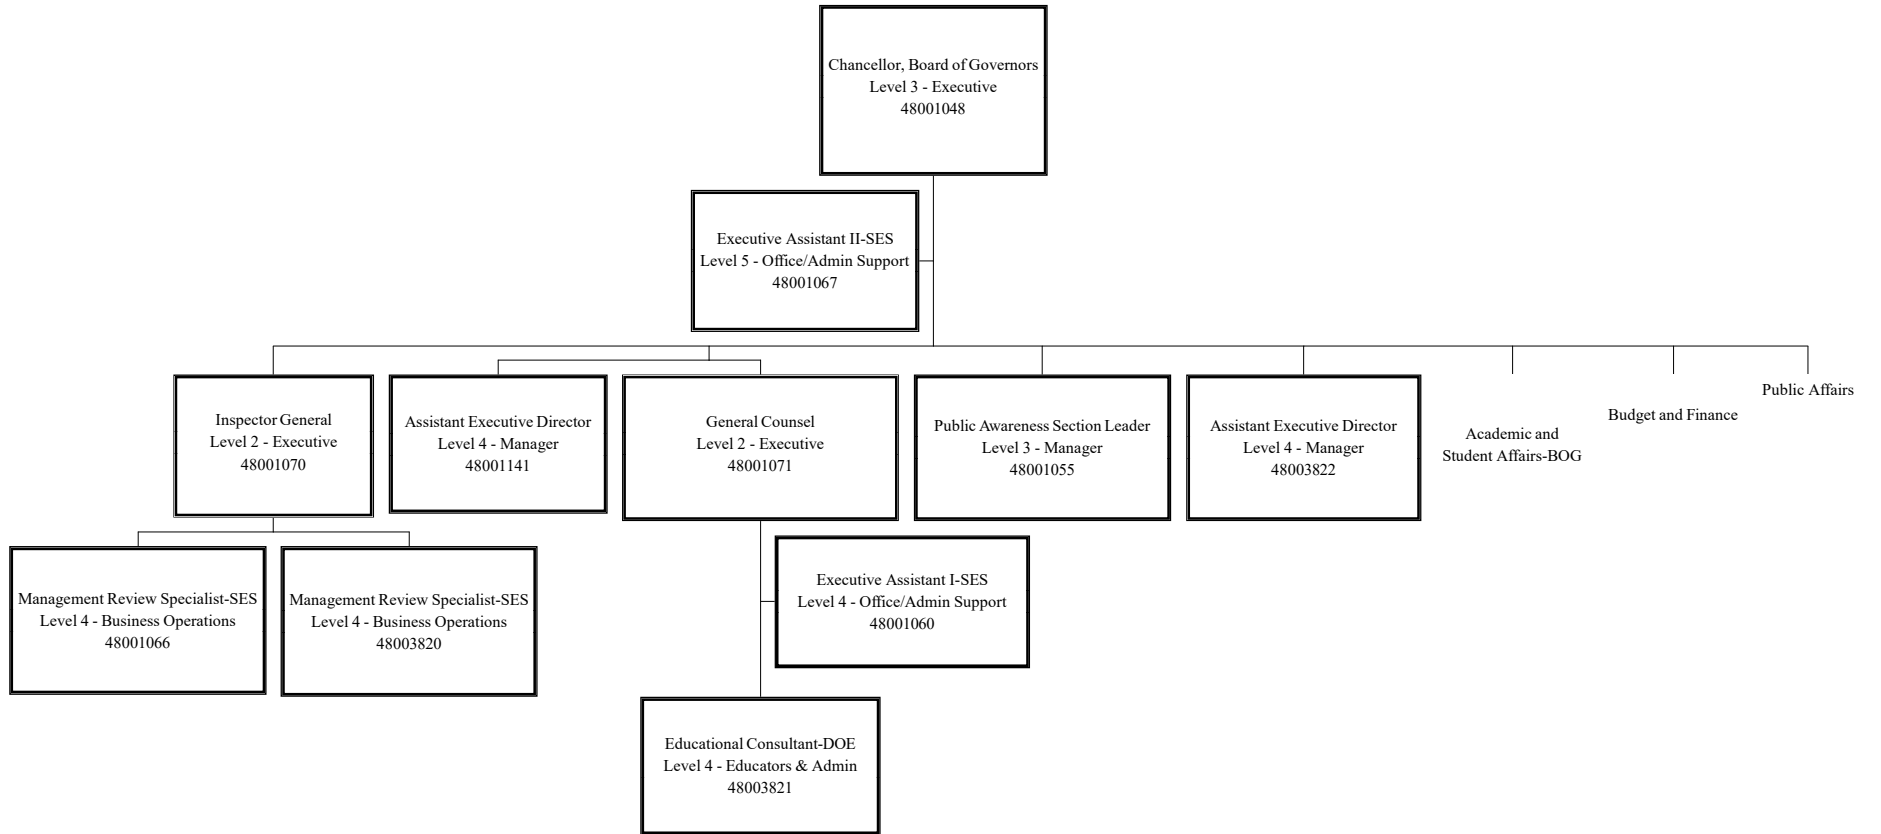 Chancellor, Board of Governors
Level 3 - Executive
48001048
Executive Assistant II-SES
Level 5 - Office/Admin Support
48001067
Inspector General
Level 2 - Executive
48001070
Assistant Executive Director
Level 4 - Manager
48001141
General Counsel
Level 2 - Executive
48001071
Public Awareness Section Leader
Level 3 - Manager
48001055
Assistant Executive Director
Level 4 - Manager
48003822
Academic and
Student Affairs-BOG
Budget and Finance
Public Affairs
Management Review Specialist-SES
Level 4 - Business Operations
48001066
Management Review Specialist-SES
Level 4 - Business Operations
48003820
Executive Assistant I-SES
Level 4 - Office/Admin Support
48001060
Educational Consultant-DOE
Level 4 - Educators & Admin
48003821